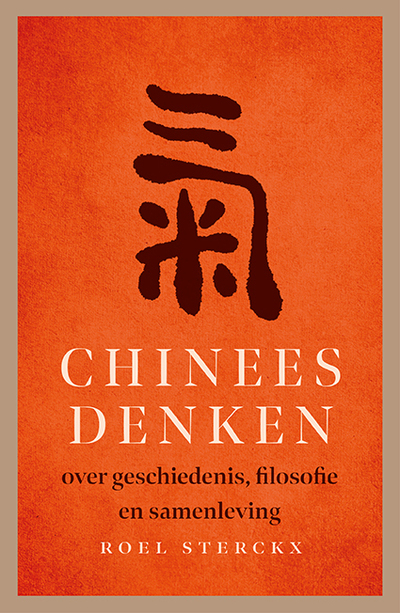 氣
CHINEES
DENKEN
over geschiedenis, filosofie
en samenleving
ROEL STERCKX